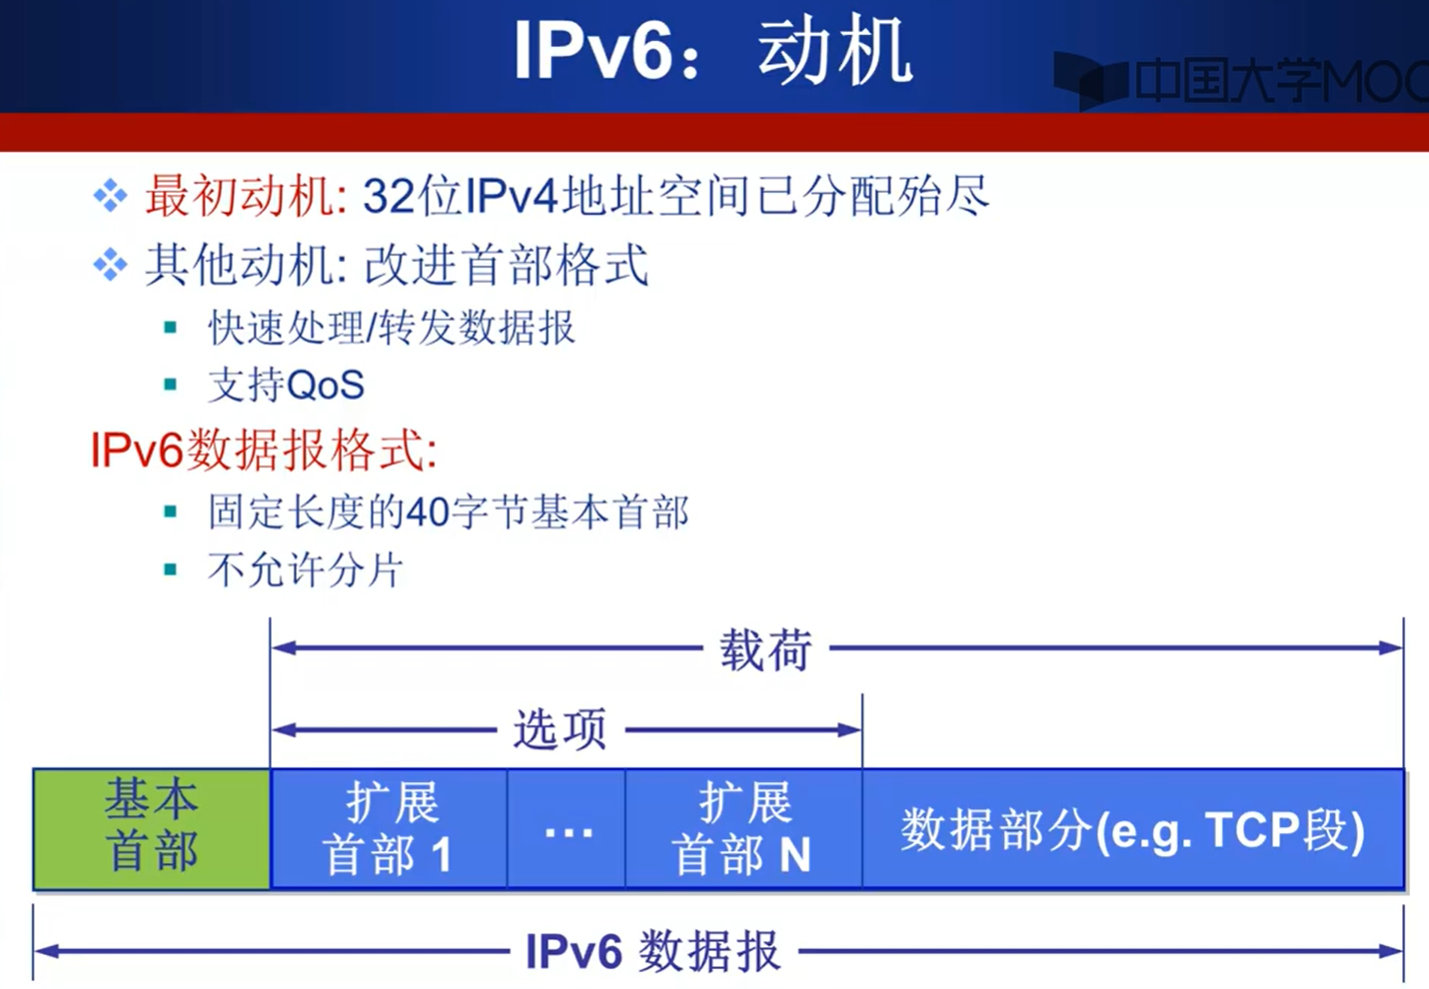 IPv6：动机
中国大学MOO
最初动机: 32位IPv4地址空间已分配殆尽
其他动机: 改进首部格式
快速处理/转发数据报
支持QoS
IPv6数据报格式:
固定长度的40字节基本首部
不允许分片
载荷
选项
基本
首部
扩展
首部 1
...
扩展
首部 N
数据部分(e.g. TCP段)
IPv6 数据报